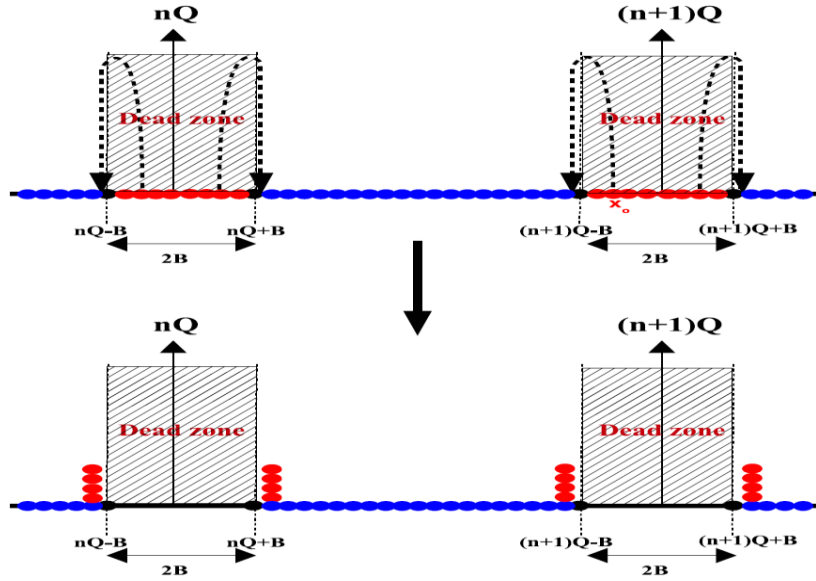 nQ (n+1)Q
Dead zone Dead zone
x₀
nQ-B nQ+B (n+1)Q-B (n+1)Q+B
2B 2B
nQ (n+1)Q
Dead zone Dead zone
nQ-B nQ+B (n+1)Q-B (n+1)Q+B
2B 2B